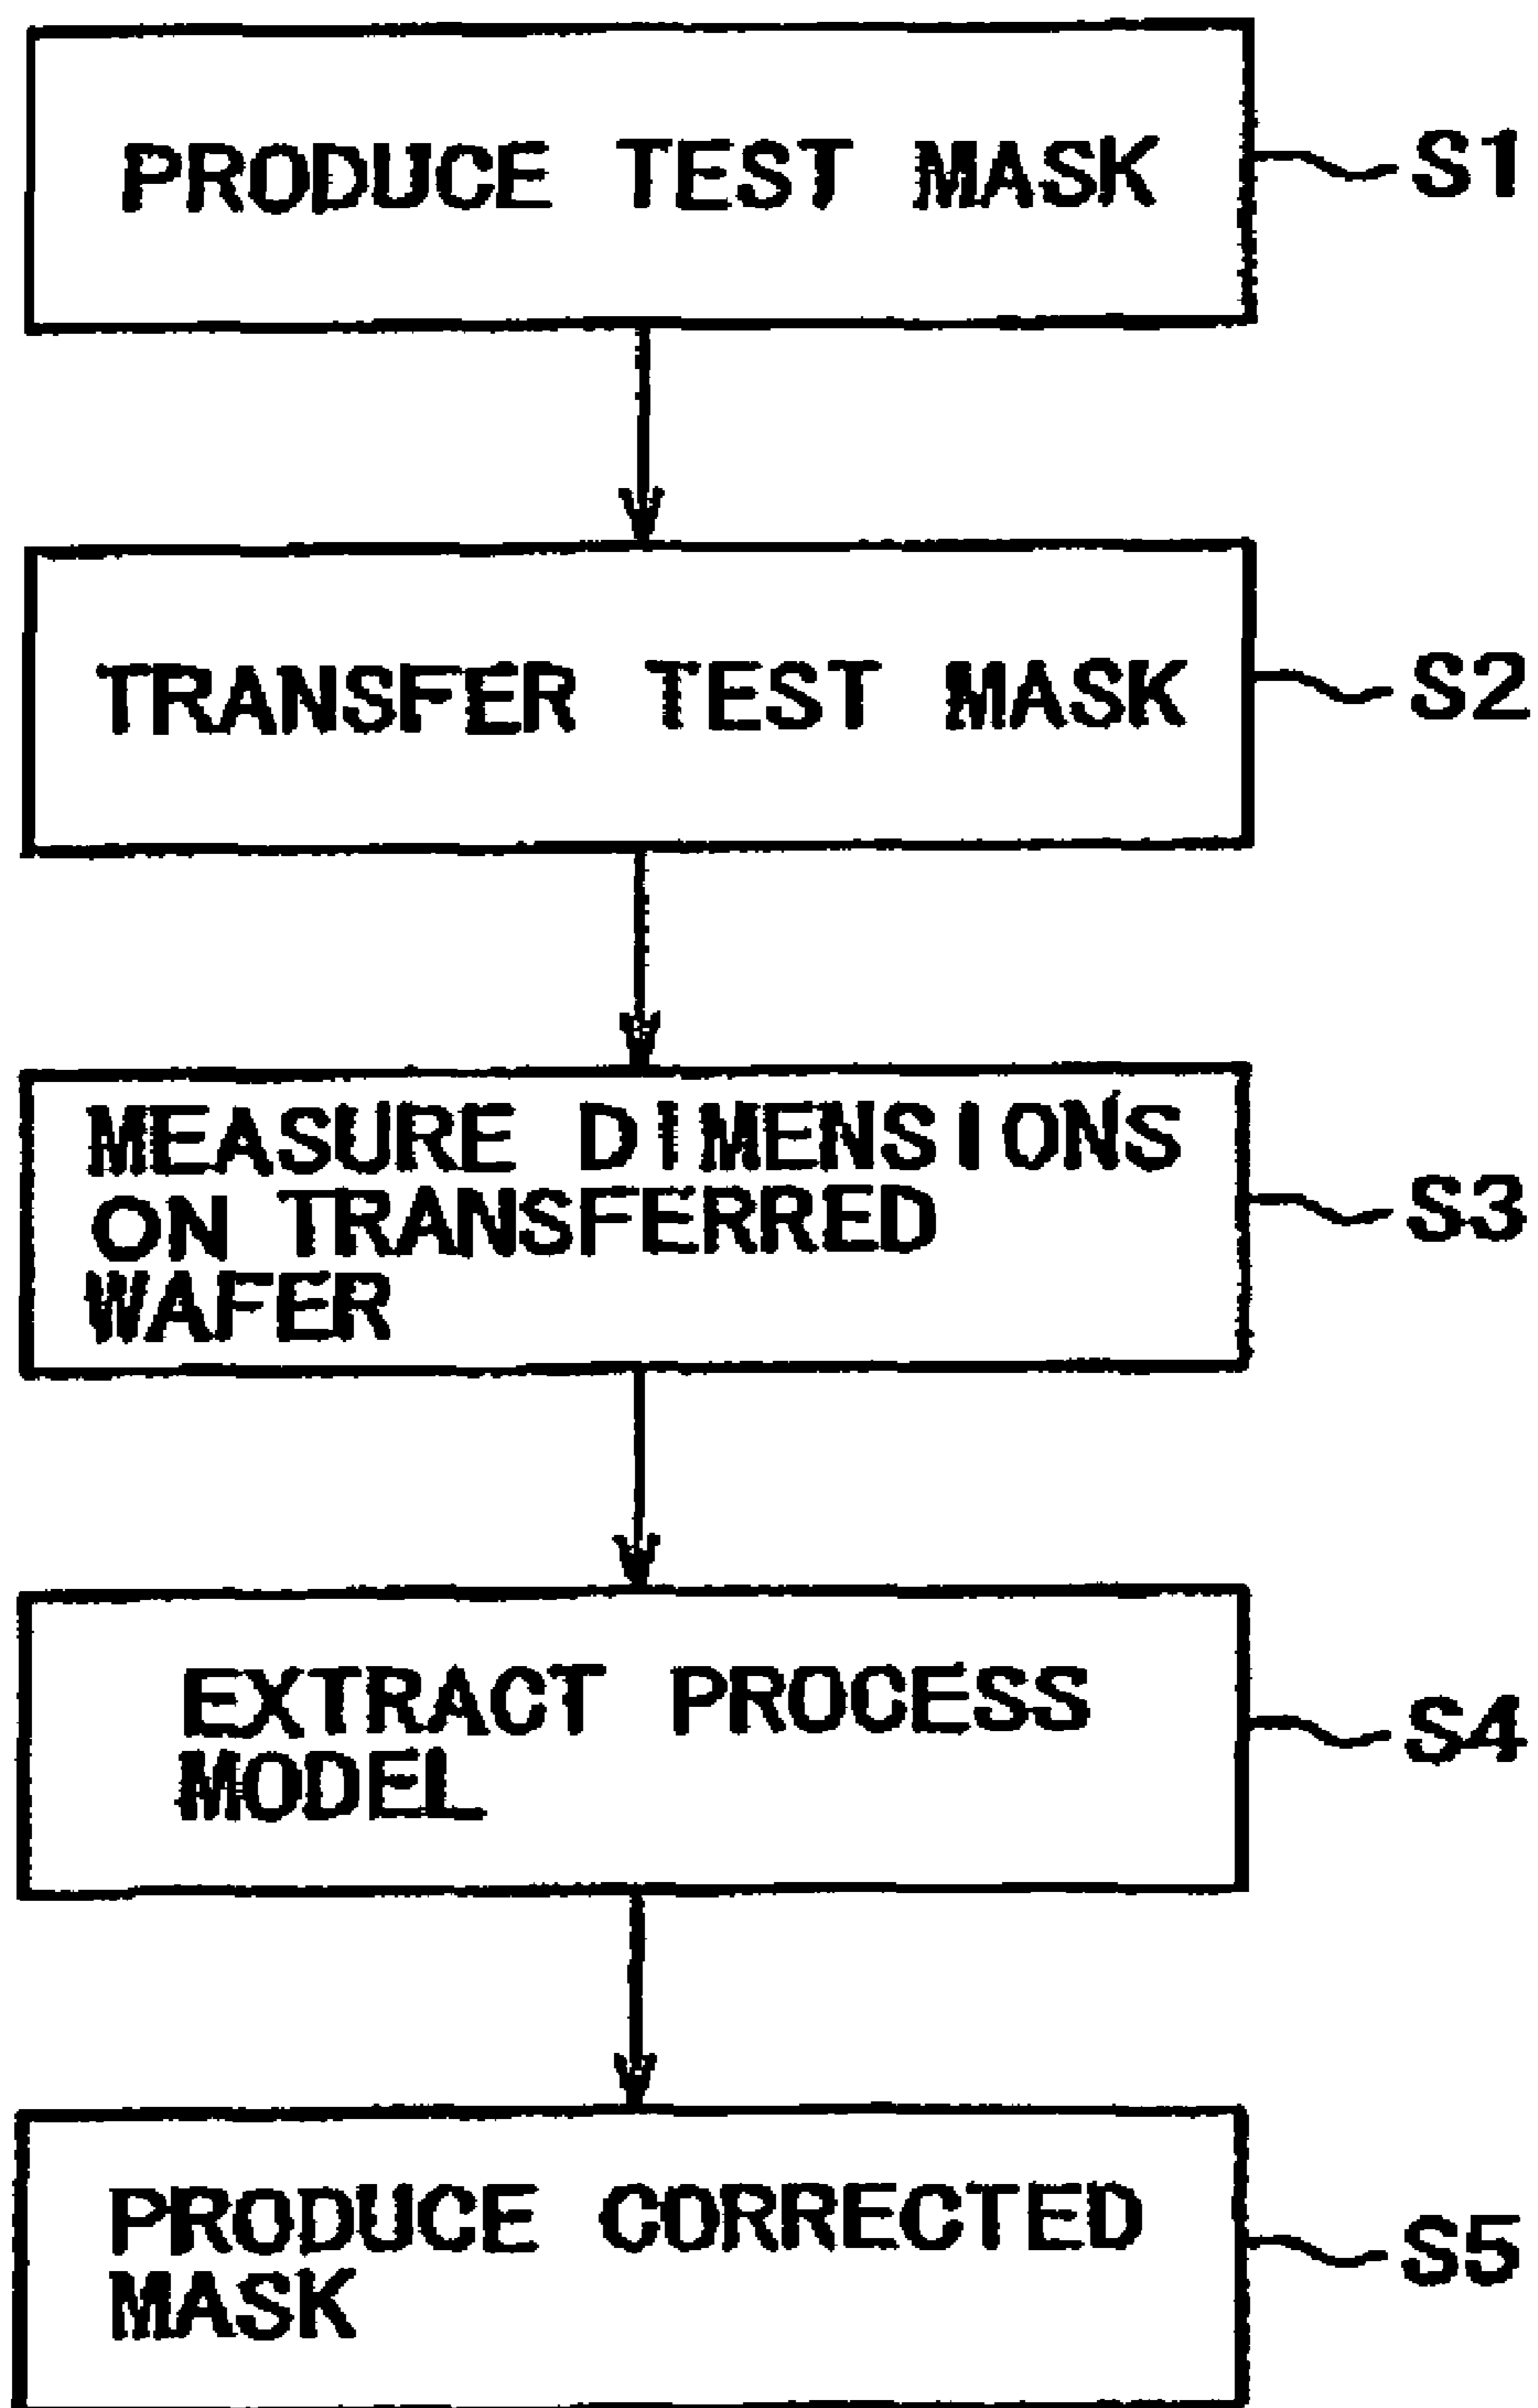 PRODUCE TEST MASK
S1
TRANSFER TEST MASK
S2
MEASURE DIMENSIONS
ON TRANSFERRED
WAFER
S3
EXTRACT PROCESS
MODEL
S4
PRODUCE CORRECTED
MASK
S5